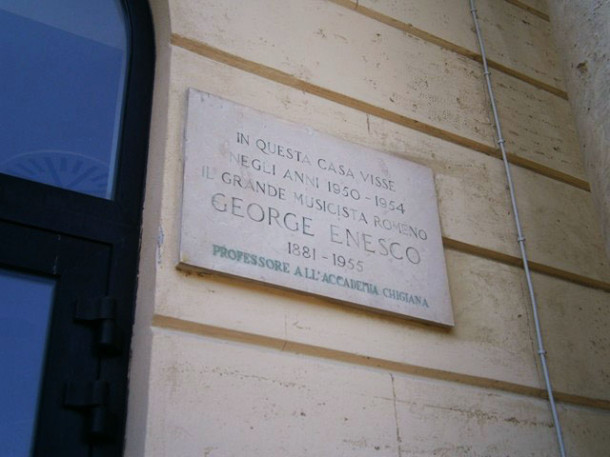 IN QUESTA CASA VISSE
NEGLI ANNI 1950-1954
IL GRANDE MUSICISTA ROMENO
GEORGE ENESCO
1881-1955
PROFESSORE ALL'ACCADEMIA CHIGIANA